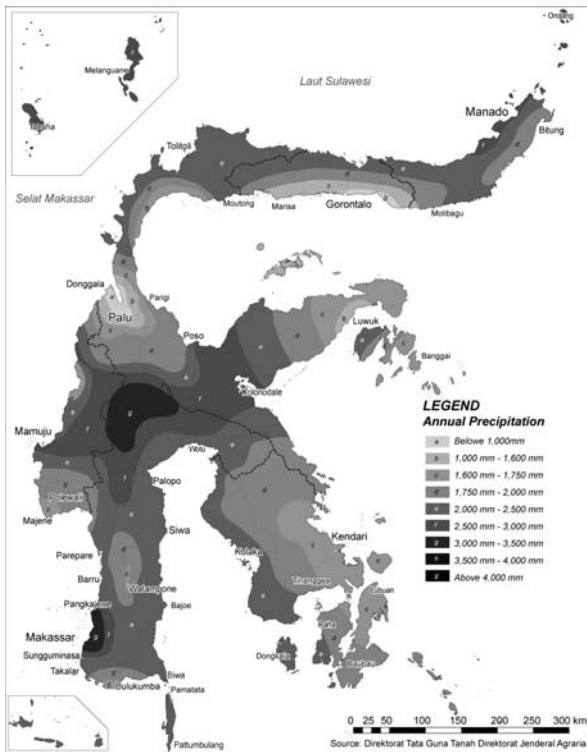 Ondong
Melanguane
Laut Sulawesi
Manado
Tolitoli
Bitung
Selat Makassar
Moutong
Marisa
Gorontalo
Molibagu
Donggala
Parigi
Palu
Poso
Luwuk
Banggai
Kolonodale
Mamuju
Wotu
Polewali
Palopo
Majene
Siwa
Kolaka
Kendari
Parepare
Tinanggea
Barru
Watampone
Pangkajene
Bajoe
Raha
Makassar
Sungguminasa
Takalar
Biwa
Dongkala
Baubau
Bulukumba
Pamatata
Pattumbulang
LEGEND
Annual Precipitation
a Belowe 1,000mm
b 1,000 mm - 1,600 mm
c 1,600 mm - 1,750 mm
d 1,750 mm - 2,000 mm
e 2,000 mm - 2,500 mm
f 2,500 mm - 3,000 mm
g 3,000 mm - 3,500 mm
h 3,500 mm - 4,000 mm
Above 4,000 mm
0 25 50 100 150 200 250 300 km
Source: Direktorat Tata Guna Tanah Direktorat Jenderal Agraria